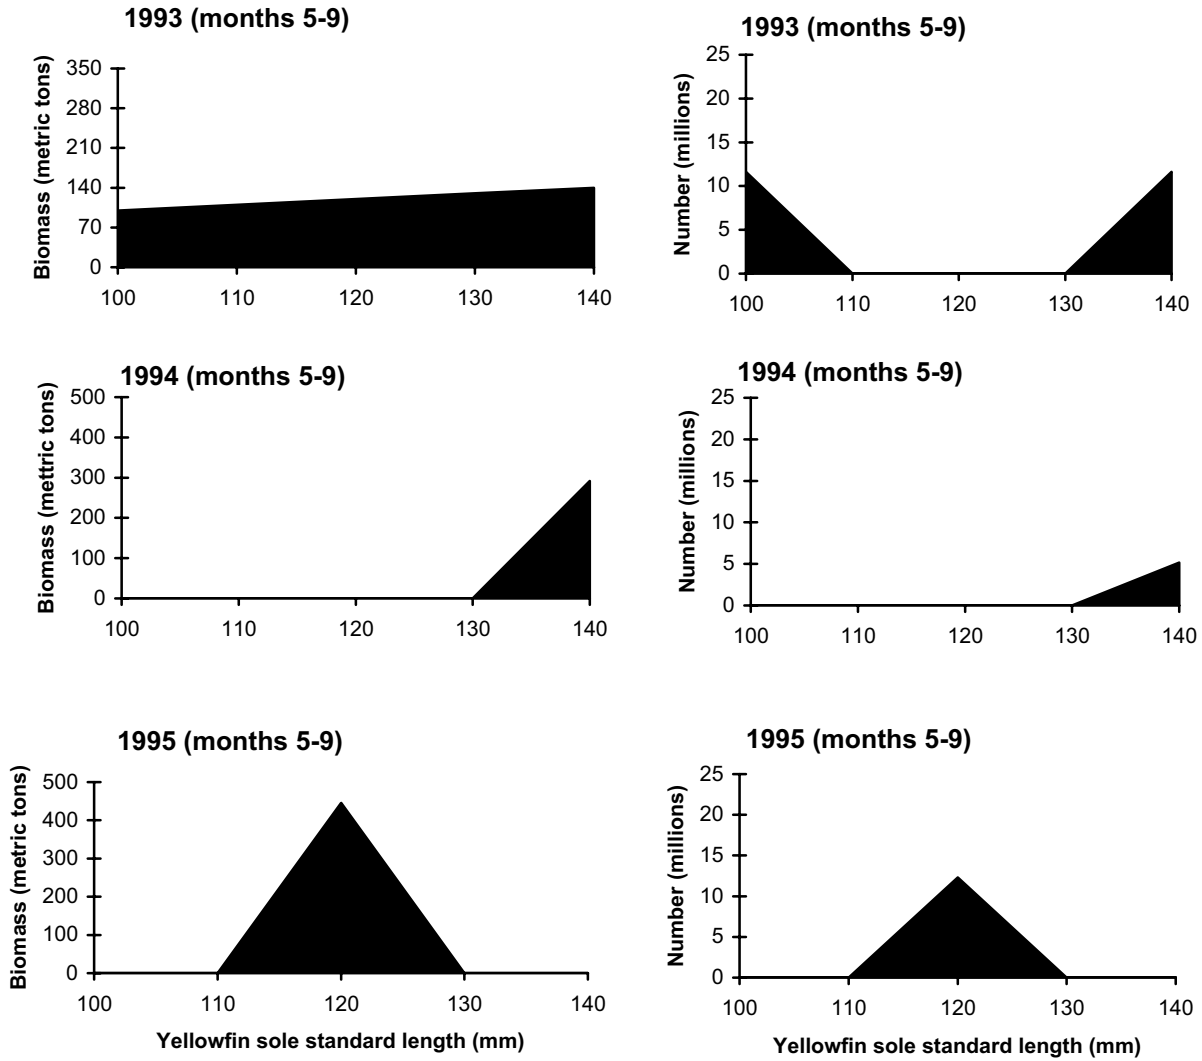 1993 (months 5-9)
Biomass (metric tons)
350
280
210
140
70
0
100 110 120 130 140
1993 (months 5-9)
Number (millions)
25
20
15
10
5
0
100 110 120 130 140
1994 (months 5-9)
Biomass (mettric tons)
500
400
300
200
100
0
100 110 120 130 140
1994 (months 5-9)
Number (millions)
25
20
15
10
5
0
100 110 120 130 140
1995 (months 5-9)
Biomass (metric tons)
500
400
300
200
100
0
100 110 120 130 140
Yellowfin sole standard length (mm)
1995 (months 5-9)
Number (millions)
25
20
15
10
5
0
100 110 120 130 140
Yellowfin sole standard length (mm)